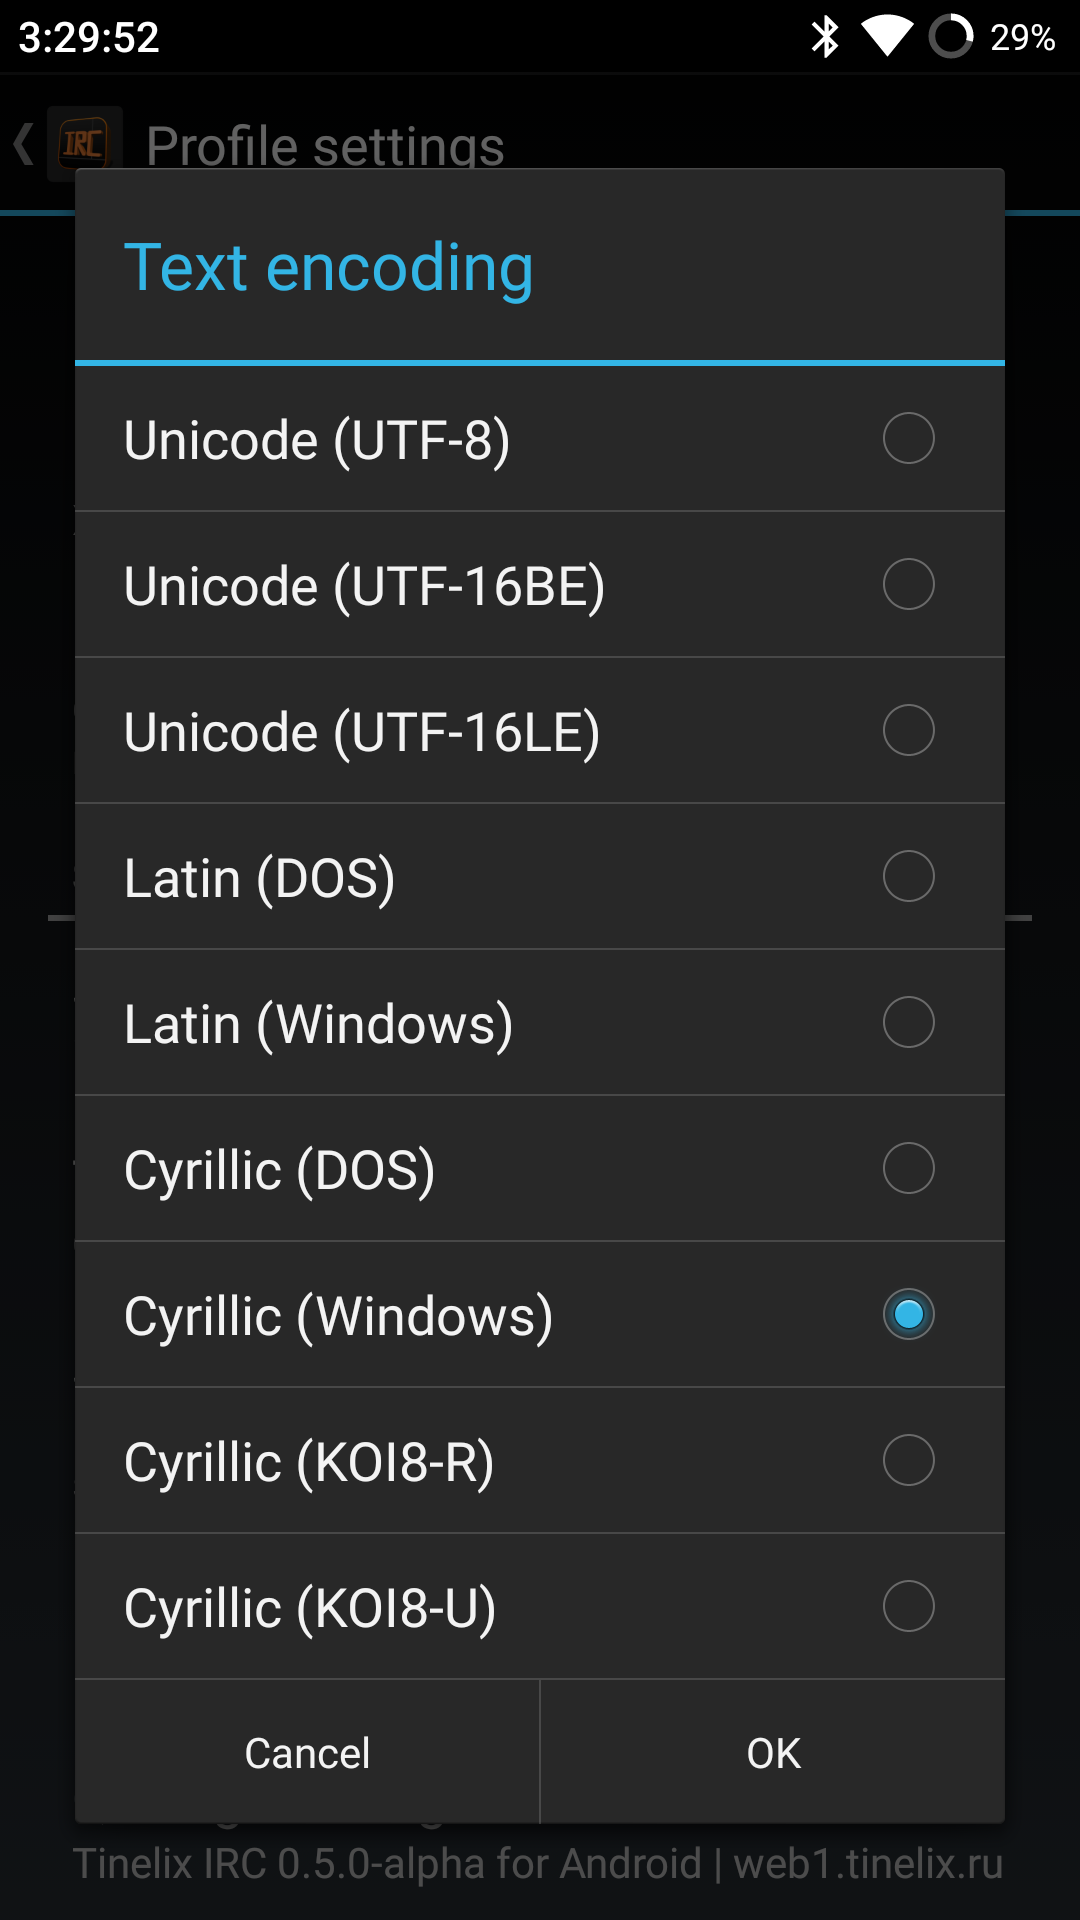 3:29:52
29%
IRC
Profile settings
Text encoding
Unicode (UTF-8)
Unicode (UTF-16BE)
Unicode (UTF-16LE)
Latin (DOS)
Latin (Windows)
Cyrillic (DOS)
Cyrillic (Windows)
Cyrillic (KOI8-R)
Cyrillic (KOI8-U)
Cancel
OK
Tinelix IRC 0.5.0-alpha for Android | web1.tinelix.ru